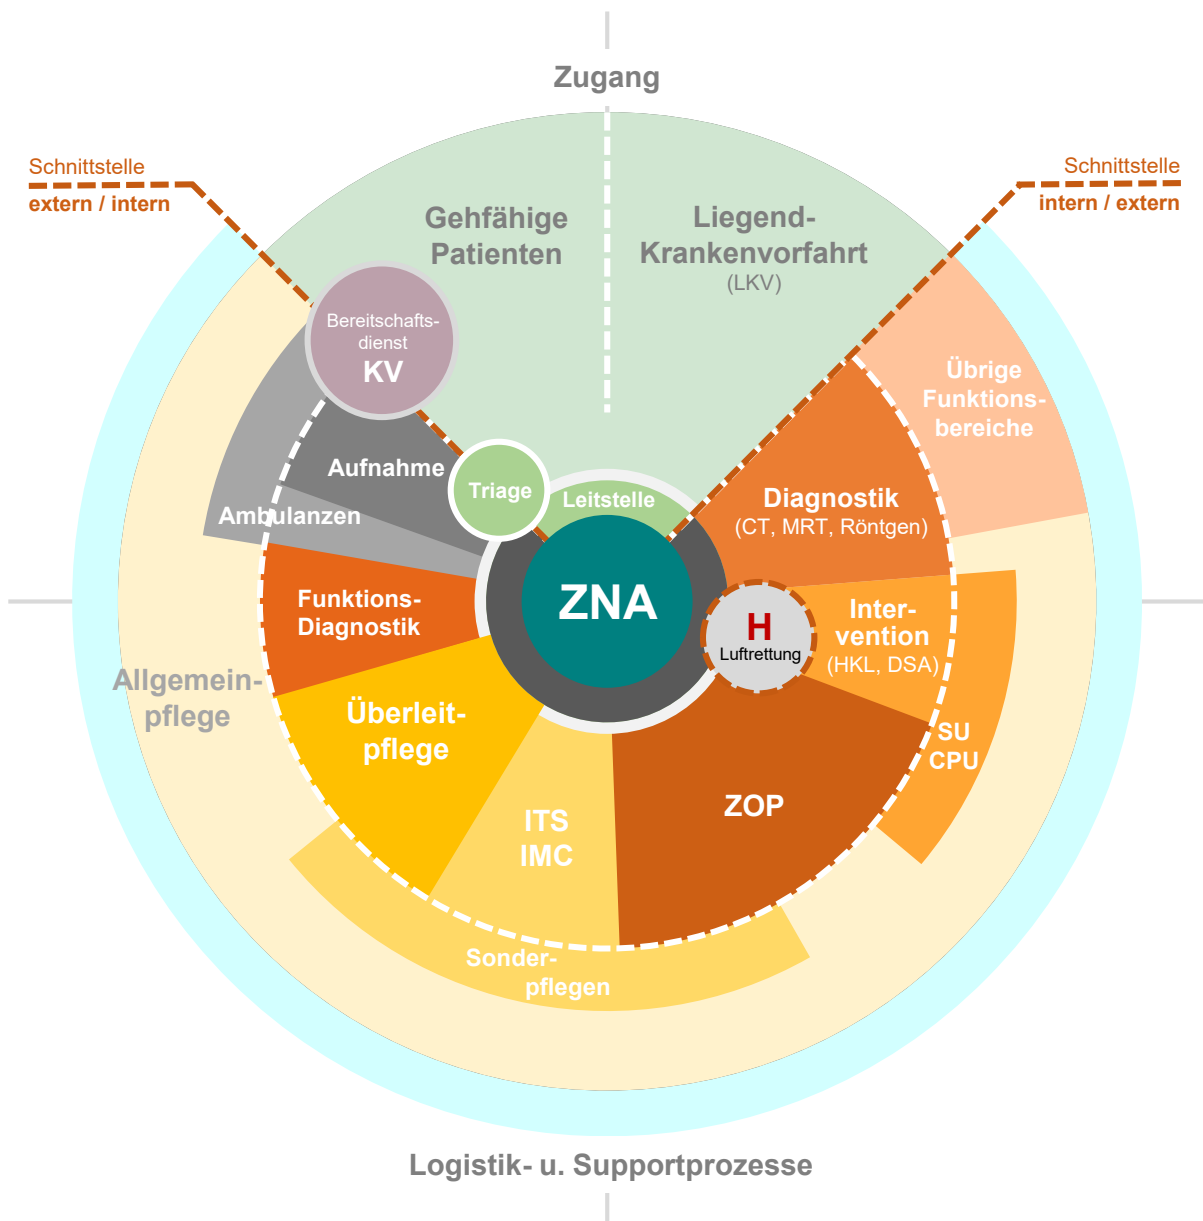 Zugang
Schnittstelle
extern / intern
Schnittstelle
intern / extern
Gehfähige
Patienten
Liegend-
Krankenvorfahrt
(LKV)
Bereitschafts-
dienst
KV
Übrige
Funktions-
bereiche
Aufnahme
Triage
Leitstelle
Diagnostik
(CT, MRT, Röntgen)
Ambulanzen
ZNA
Funktions-
Diagnostik
H
Luftrettung
Inter-
vention
(HKL, DSA)
Allgemein-
pflege
Überleit-
pflege
SU
CPU
ITS
IMC
ZOP
Sonder-
pflegen
Logistik- u. Supportprozesse